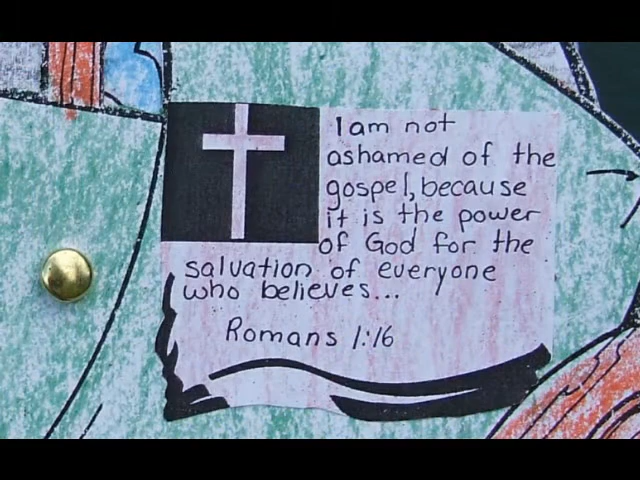 I am not
ashamed of the
gospel, because
it is the power
of God for the
salvation of everyone
who believes...
Romans 1:16